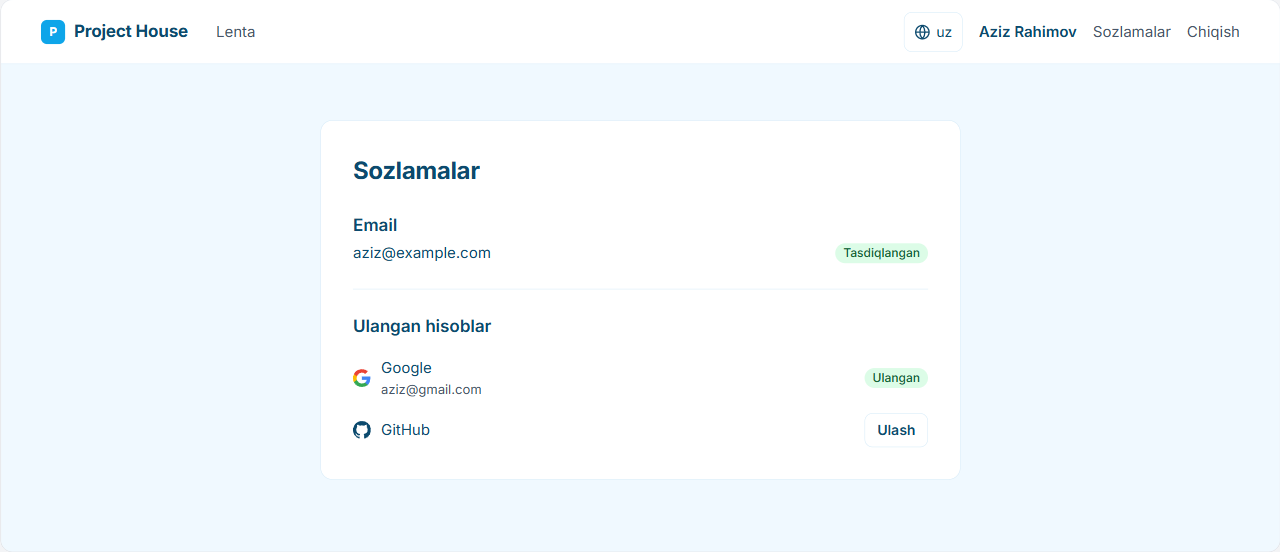 P Project House Lenta uz Aziz Rahimov Sozlamalar Chiqish
Sozlamalar
Email
aziz@example.com Tasdiqlangan
Ulangan hisoblar
Google
aziz@gmail.com Ulangan
GitHub Ulash